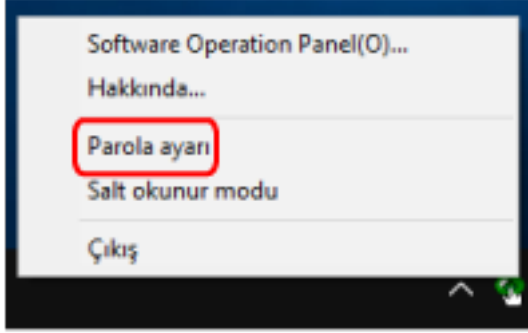 Software Operation Panel(O)...
Hakkında...
Parola ayarı
Salt okunur modu
Çıkış